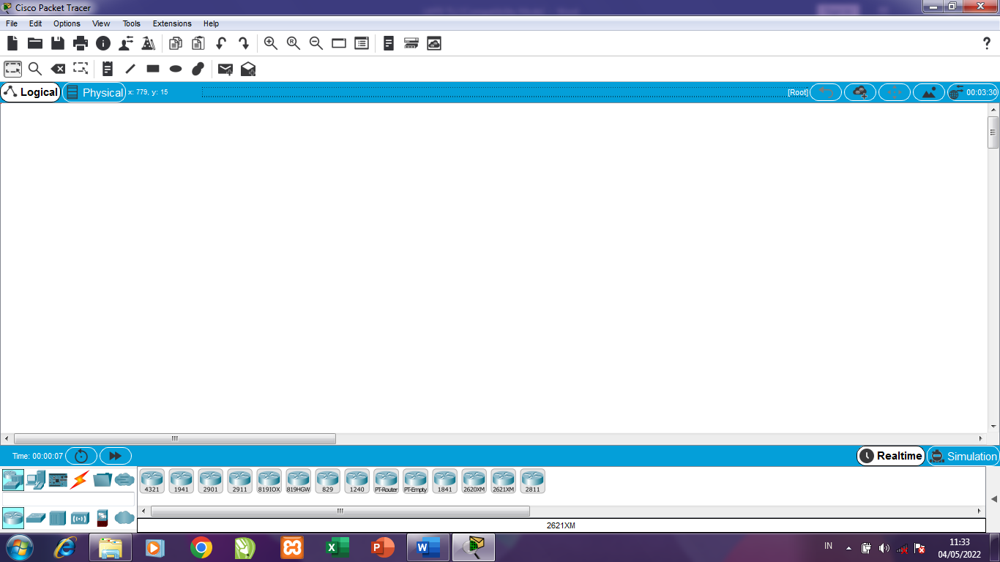 Cisco Packet Tracer
File Edit Options View Tools Extensions Help
Logical Physical x: 779, y: 15 [Root] 00:03:30
Time: 00:00:07 Realtime Simulation
4321 1941 2901 2911 819IOX 819HGW 829 1240 PT-Router PT-Empty 1841 2620XM 2621XM 2811
2621XM
IN 11:33
04/05/2022